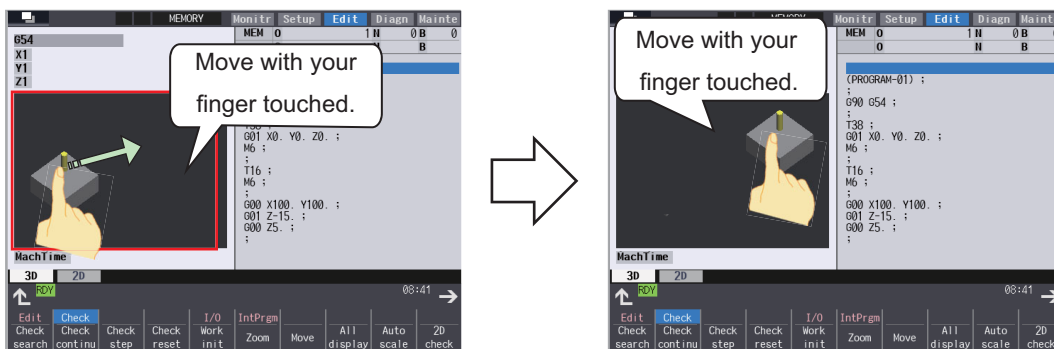 MEMORY
Monitr Setup Edit Diagn Mainte
MEM O 1 N 0 B 0
N B
G54
X1
Y1
Z1
Move with your
finger touched.
T38 ;
G01 X0. Y0. Z0. ;
M6 ;
;
T16 ;
M6 ;
;
G00 X100. Y100. ;
G01 Z-15. ;
G00 Z5. ;
;
MachTime
3D 2D
RDY
08:41
Edit Check I/O IntPrgm
Check Check Check Check Work Zoom Move All Auto 2D
search continu step reset init display scale check
Monitr Setup Edit Diagn Maint
MEM O 1 N 0 B
O N B
Move with your
finger touched.
(PROGRAM-01) ;
;
G90 G54 ;
;
T38 ;
G01 X0. Y0. Z0. ;
M6 ;
;
T16 ;
M6 ;
;
G00 X100. Y100. ;
G01 Z-15. ;
G00 Z5. ;
;
MachTime
3D 2D
RDY
08:41
Edit Check I/O IntPrgm
Check Check Check Check Work Zoom Move All Auto 2D
search continu step reset init display scale check